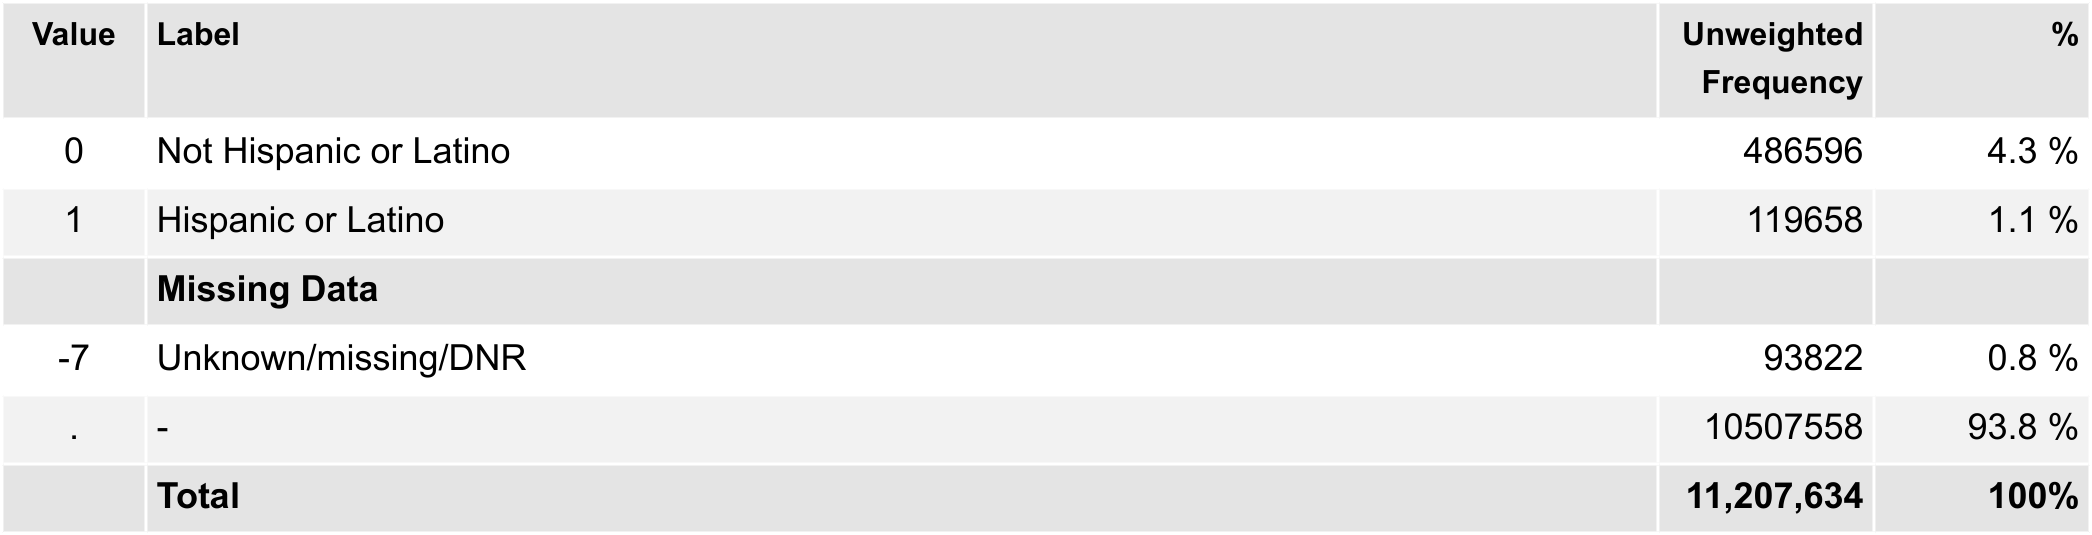 Value Label Unweighted Frequency %
0 Not Hispanic or Latino 486596 4.3 %
1 Hispanic or Latino 119658 1.1 %
Missing Data
-7 Unknown/missing/DNR 93822 0.8 %
. - 10507558 93.8 %
Total 11,207,634 100%